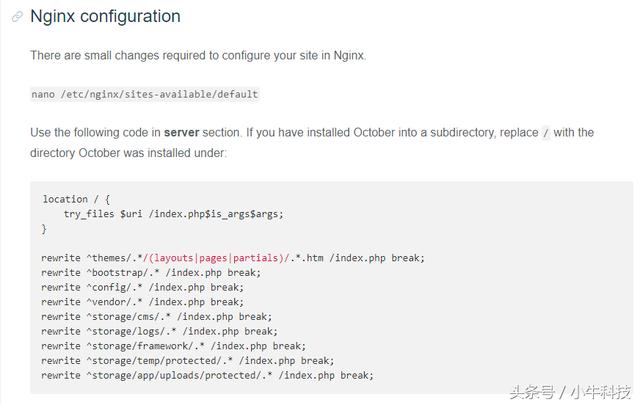 Nginx configuration
There are small changes required to configure your site in Nginx.
nano /etc/nginx/sites-available/default
Use the following code in server section. If you have installed October into a subdirectory, replace / with the
directory October was installed under:
location / {
    try_files $uri /index.php$is_args$args;
}
rewrite ^themes/.*/(layouts|pages|partials)/.*.htm /index.php break;
rewrite ^bootstrap/.* /index.php break;
rewrite ^config/.* /index.php break;
rewrite ^vendor/.* /index.php break;
rewrite ^storage/cms/.* /index.php break;
rewrite ^storage/logs/.* /index.php break;
rewrite ^storage/framework/.* /index.php break;
rewrite ^storage/temp/protected/.* /index.php break;
rewrite ^storage/app/uploads/protected/.* /index.php break;
头条号 / 小牛科技